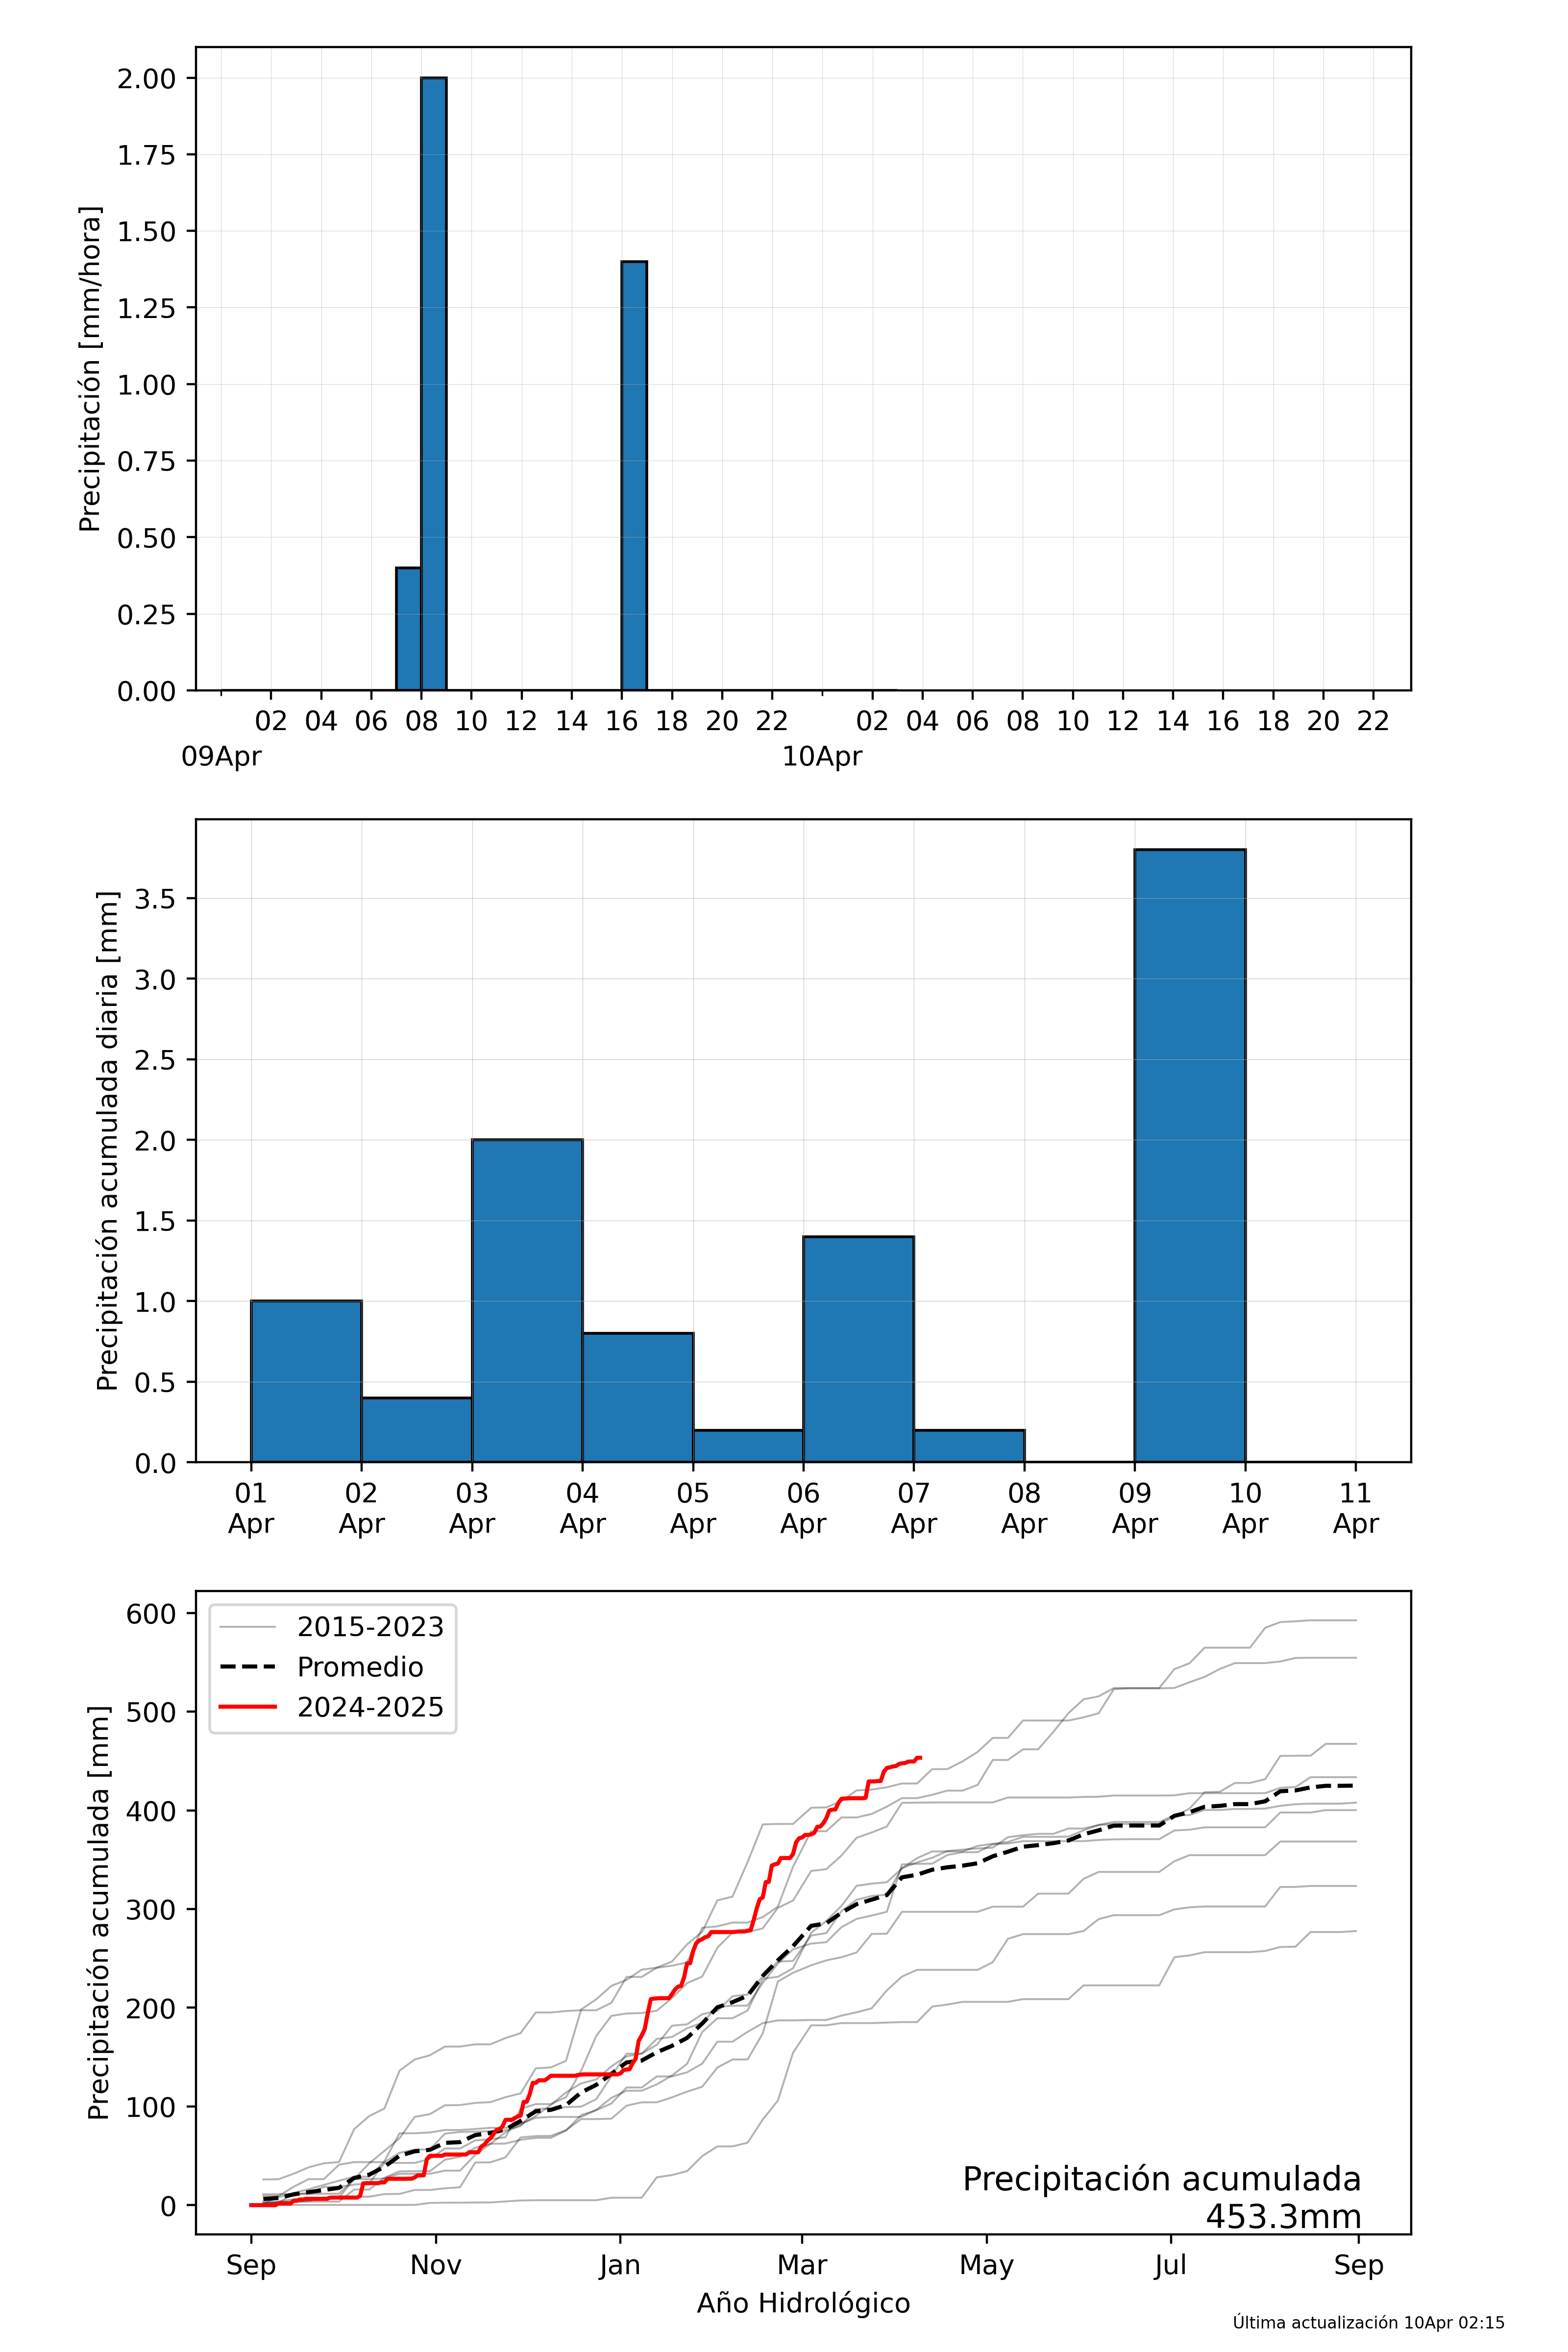 Precipitación [mm/hora]
2.00
1.75
1.50
1.25
1.00
0.75
0.50
0.25
0.00
02 04 06 08 10 12 14 16 18 20 22 02 04 06 08 10 12 14 16 18 20 22
09Apr 10Apr
Precipitación acumulada diaria [mm]
3.5
3.0
2.5
2.0
1.5
1.0
0.5
0.0
01 02 03 04 05 06 07 08 09 10 11
Apr Apr Apr Apr Apr Apr Apr Apr Apr Apr Apr
Precipitación acumulada [mm]
600
500
400
300
200
100
0
2015-2023
Promedio
2024-2025
Precipitación acumulada
453.3mm
Sep Nov Jan Mar May Jul Sep
Año Hidrológico
Última actualización 10Apr 02:15